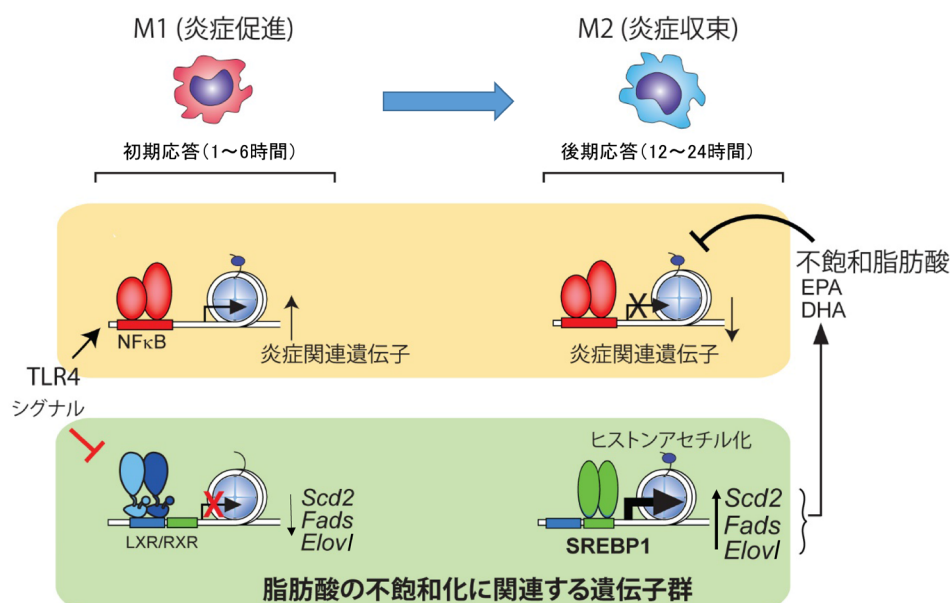 M1 (炎症促進)
M2 (炎症収束)
初期応答(1～6時間)
後期応答(12～24時間)
不飽和脂肪酸
EPA
DHA
NFκB
炎症関連遺伝子
X
炎症関連遺伝子
TLR4
シグナル
X
LXR/RXR
Scd2
Fads
Elovl
ヒストンアセチル化
SREBP1
Scd2
Fads
Elovl
脂肪酸の不飽和化に関連する遺伝子群